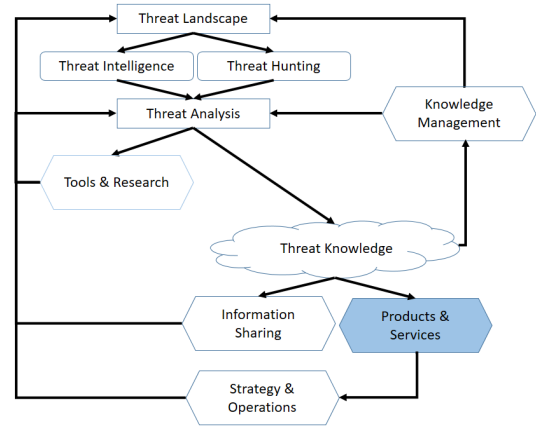 Threat Landscape
Threat Intelligence
Threat Hunting
Threat Analysis
Knowledge
Management
Tools & Research
Threat Knowledge
Information
Sharing
Products &
Services
Strategy &
Operations